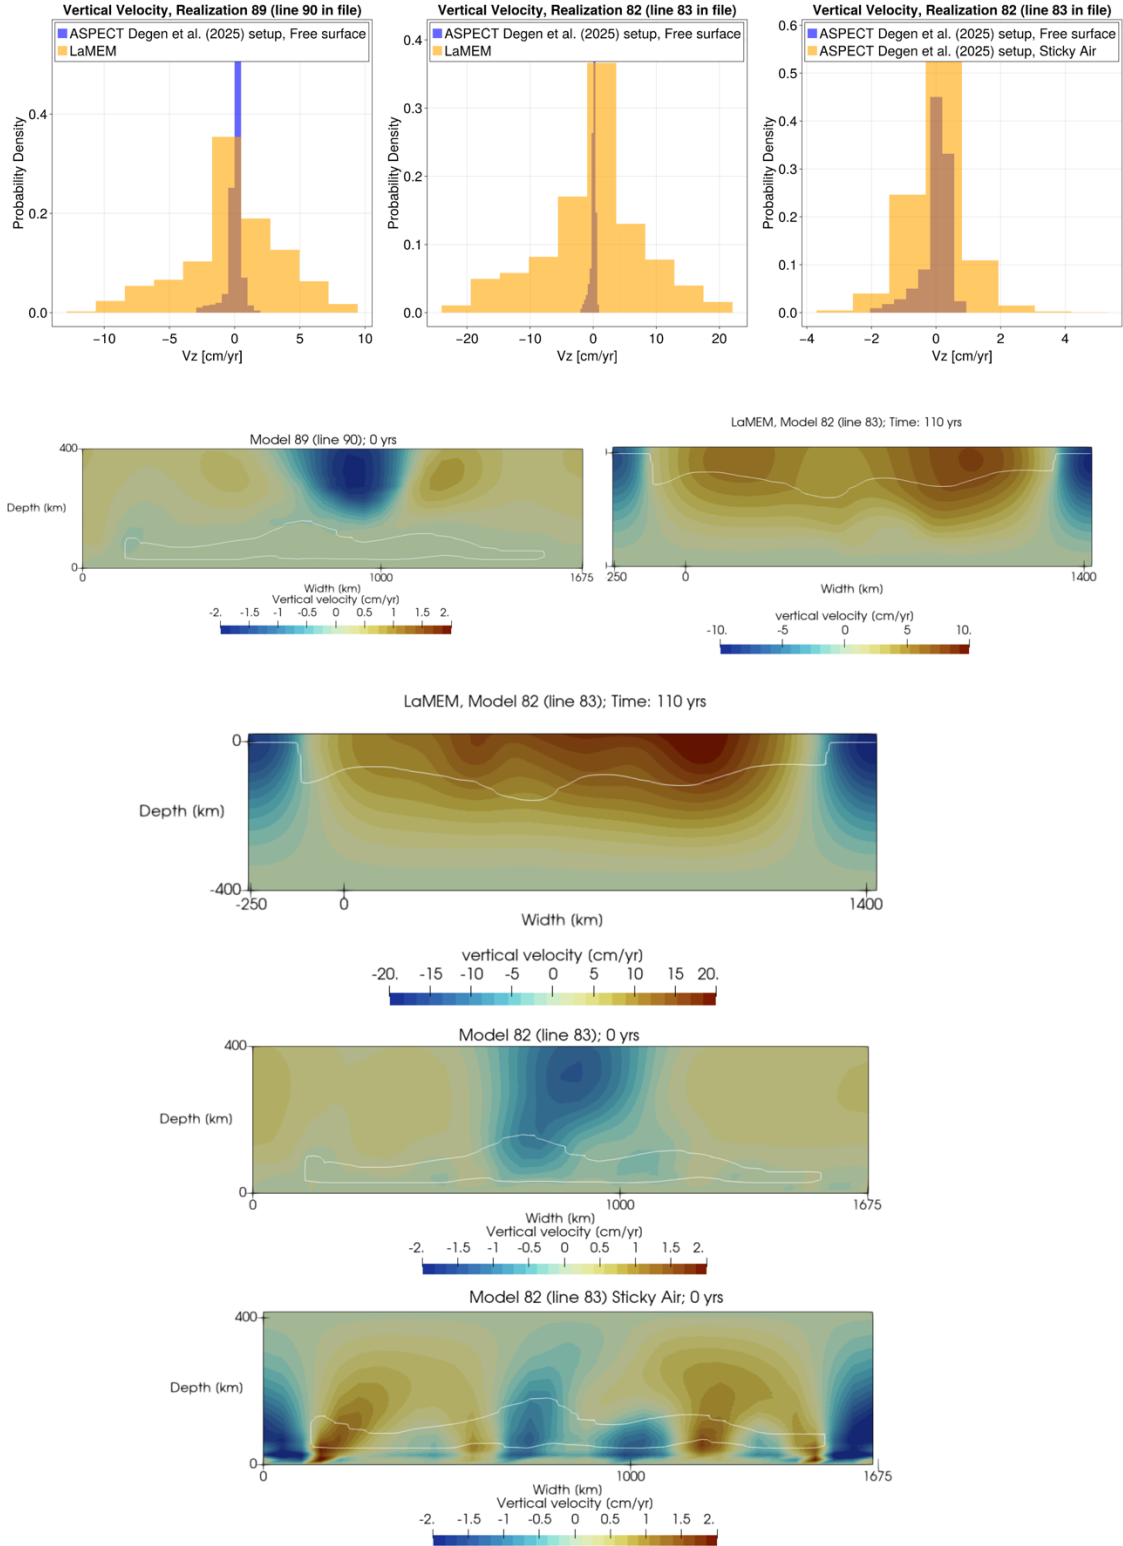 Vertical Velocity, Realization 89 (line 90 in file)
ASPECT Degen et al. (2025) setup, Free surface
LaMEM
Probability Density
0.4
0.2
0.0
−10 −5 0 5 10
Vz [cm/yr]
Vertical Velocity, Realization 82 (line 83 in file)
ASPECT Degen et al. (2025) setup, Free surface
LaMEM
Probability Density
0.4
0.3
0.2
0.1
0.0
−20 −10 0 10 20
Vz [cm/yr]
Vertical Velocity, Realization 82 (line 83 in file)
ASPECT Degen et al. (2025) setup, Free surface
ASPECT Degen et al. (2025) setup, Sticky Air
Probability Density
0.6
0.5
0.4
0.3
0.2
0.1
0.0
−4 −2 0 2 4
Vz [cm/yr]
Model 89 (line 90); 0 yrs
400
Depth (km)
0
0 1000 1675
Width (km)
Vertical velocity (cm/yr)
-2. -1.5 -1 -0.5 0 0.5 1 1.5 2.
LaMEM, Model 82 (line 83); Time: 110 yrs
250 0 1400
Width (km)
vertical velocity (cm/yr)
-10. -5 0 5 10.
LaMEM, Model 82 (line 83); Time: 110 yrs
0
Depth (km)
-400
-250 0 1400
Width (km)
vertical velocity (cm/yr)
-20. -15 -10 -5 0 5 10 15 20.
Model 82 (line 83); 0 yrs
400
Depth (km)
0
0 1000 1675
Width (km)
Vertical velocity (cm/yr)
-2. -1.5 -1 -0.5 0 0.5 1 1.5 2.
Model 82 (line 83) Sticky Air; 0 yrs
400
Depth (km)
0
0 1000 1675
Width (km)
Vertical velocity (cm/yr)
-2. -1.5 -1 -0.5 0 0.5 1 1.5 2.